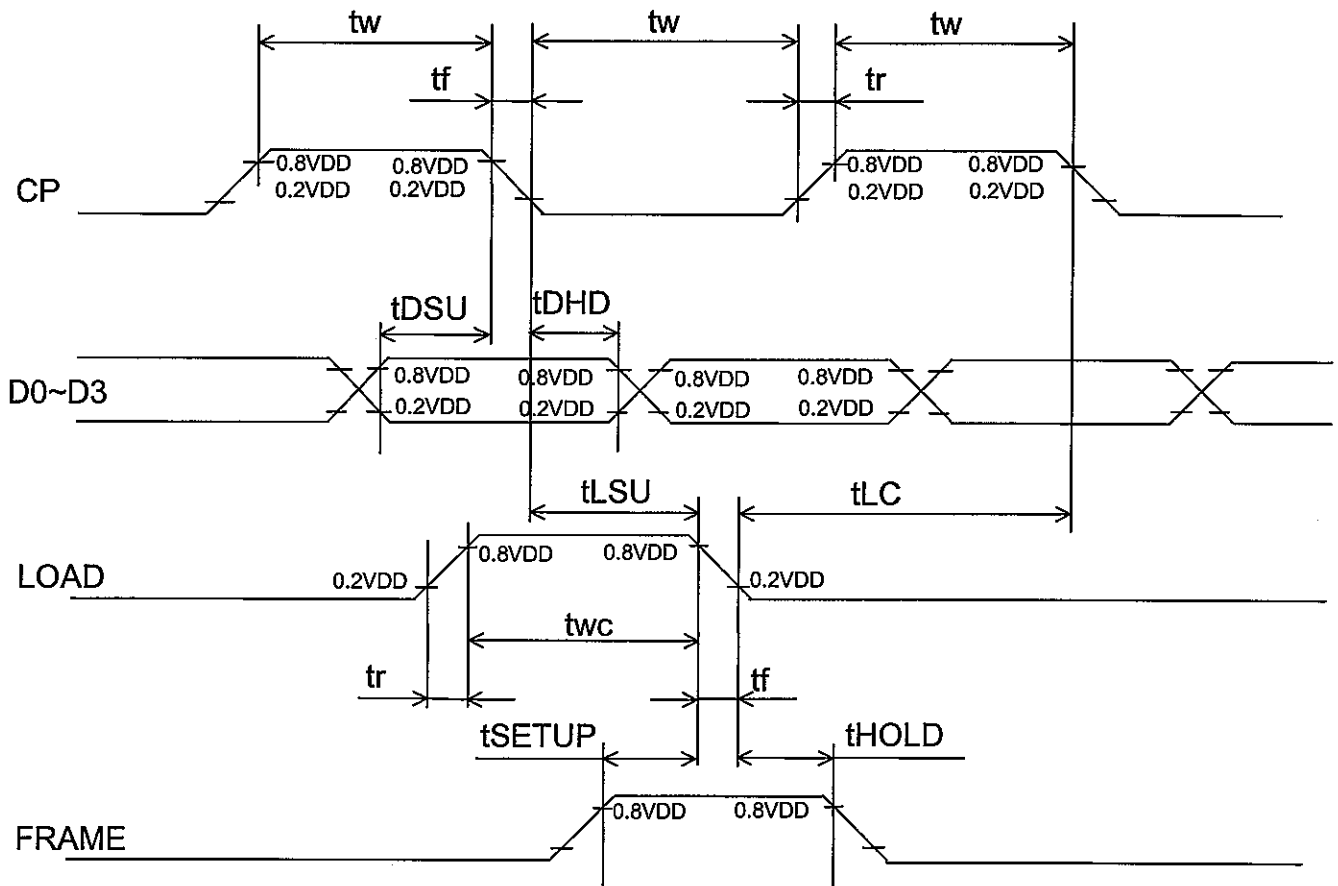 tw tw tw
tf tr
0.8VDD 0.8VDD 0.8VDD 0.8VDD
CP 0.2VDD 0.2VDD 0.2VDD 0.2VDD
tDSU tDHD
0.8VDD 0.8VDD 0.8VDD 0.8VDD
D0~D3
0.2VDD 0.2VDD 0.2VDD 0.2VDD
tLSU tLC
0.8VDD 0.8VDD
LOAD 0.2VDD 0.2VDD
twc
tr tf
tSETUP tHOLD
0.8VDD 0.8VDD
FRAME